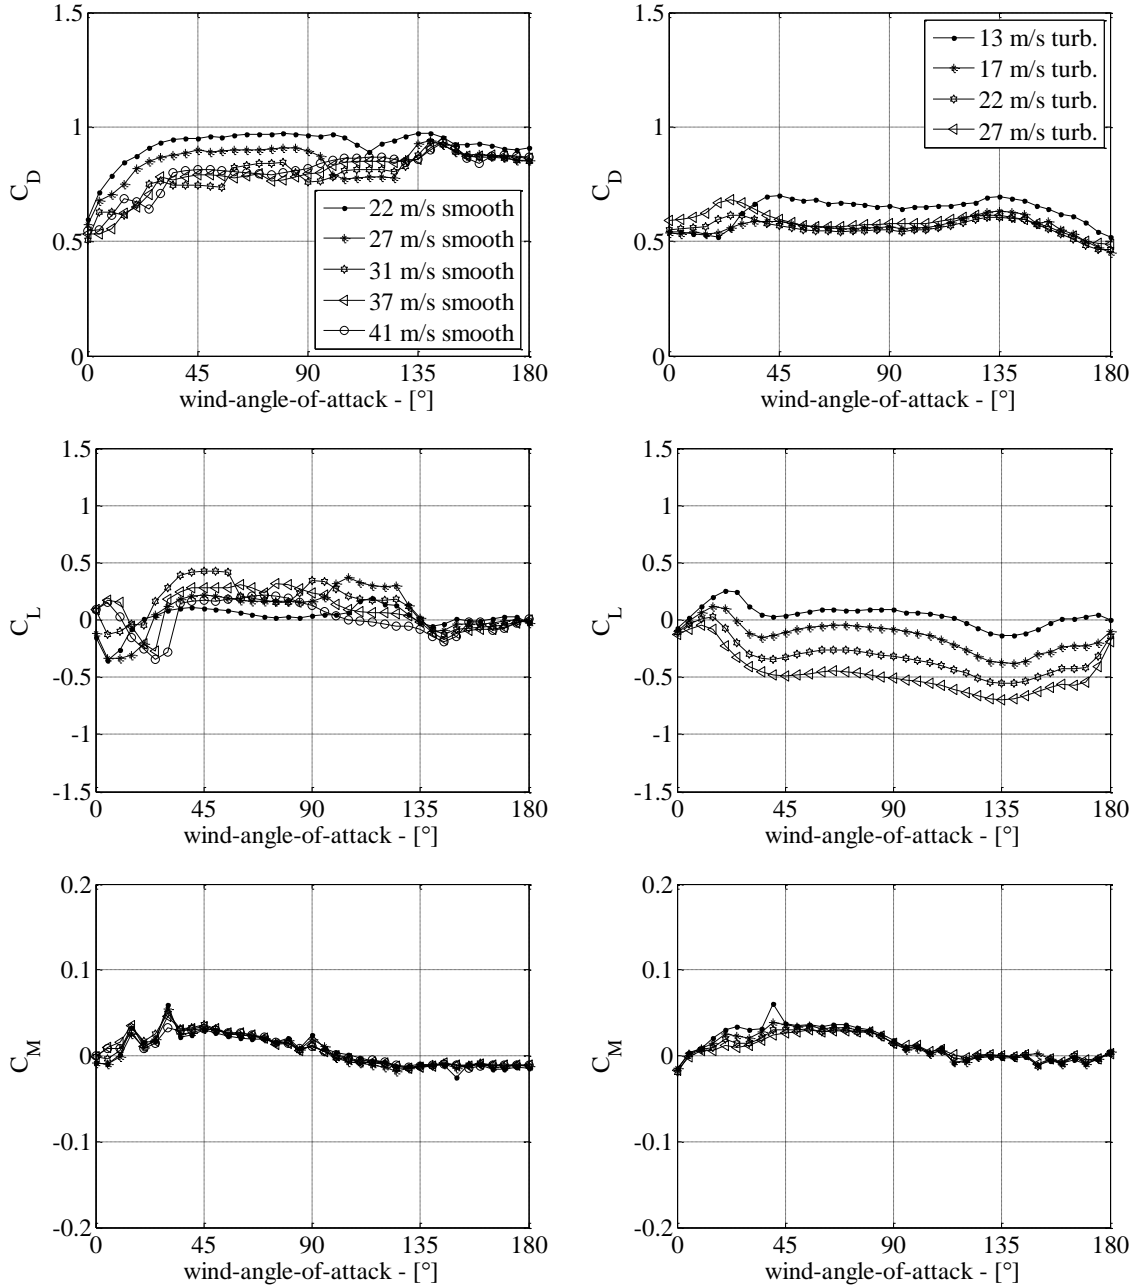 1.5
1
0.5
0
C_D
0 45 90 135 180
wind-angle-of-attack - [°]
22 m/s smooth
27 m/s smooth
31 m/s smooth
37 m/s smooth
41 m/s smooth
1.5
1
0.5
0
C_D
0 45 90 135 180
wind-angle-of-attack - [°]
13 m/s turb.
17 m/s turb.
22 m/s turb.
27 m/s turb.
1.5
1
0.5
0
-0.5
-1
-1.5
C_L
0 45 90 135 180
wind-angle-of-attack - [°]
1.5
1
0.5
0
-0.5
-1
-1.5
C_L
0 45 90 135 180
wind-angle-of-attack - [°]
0.2
0.1
0
-0.1
-0.2
C_M
0 45 90 135 180
wind-angle-of-attack - [°]
0.2
0.1
0
-0.1
-0.2
C_M
0 45 90 135 180
wind-angle-of-attack - [°]